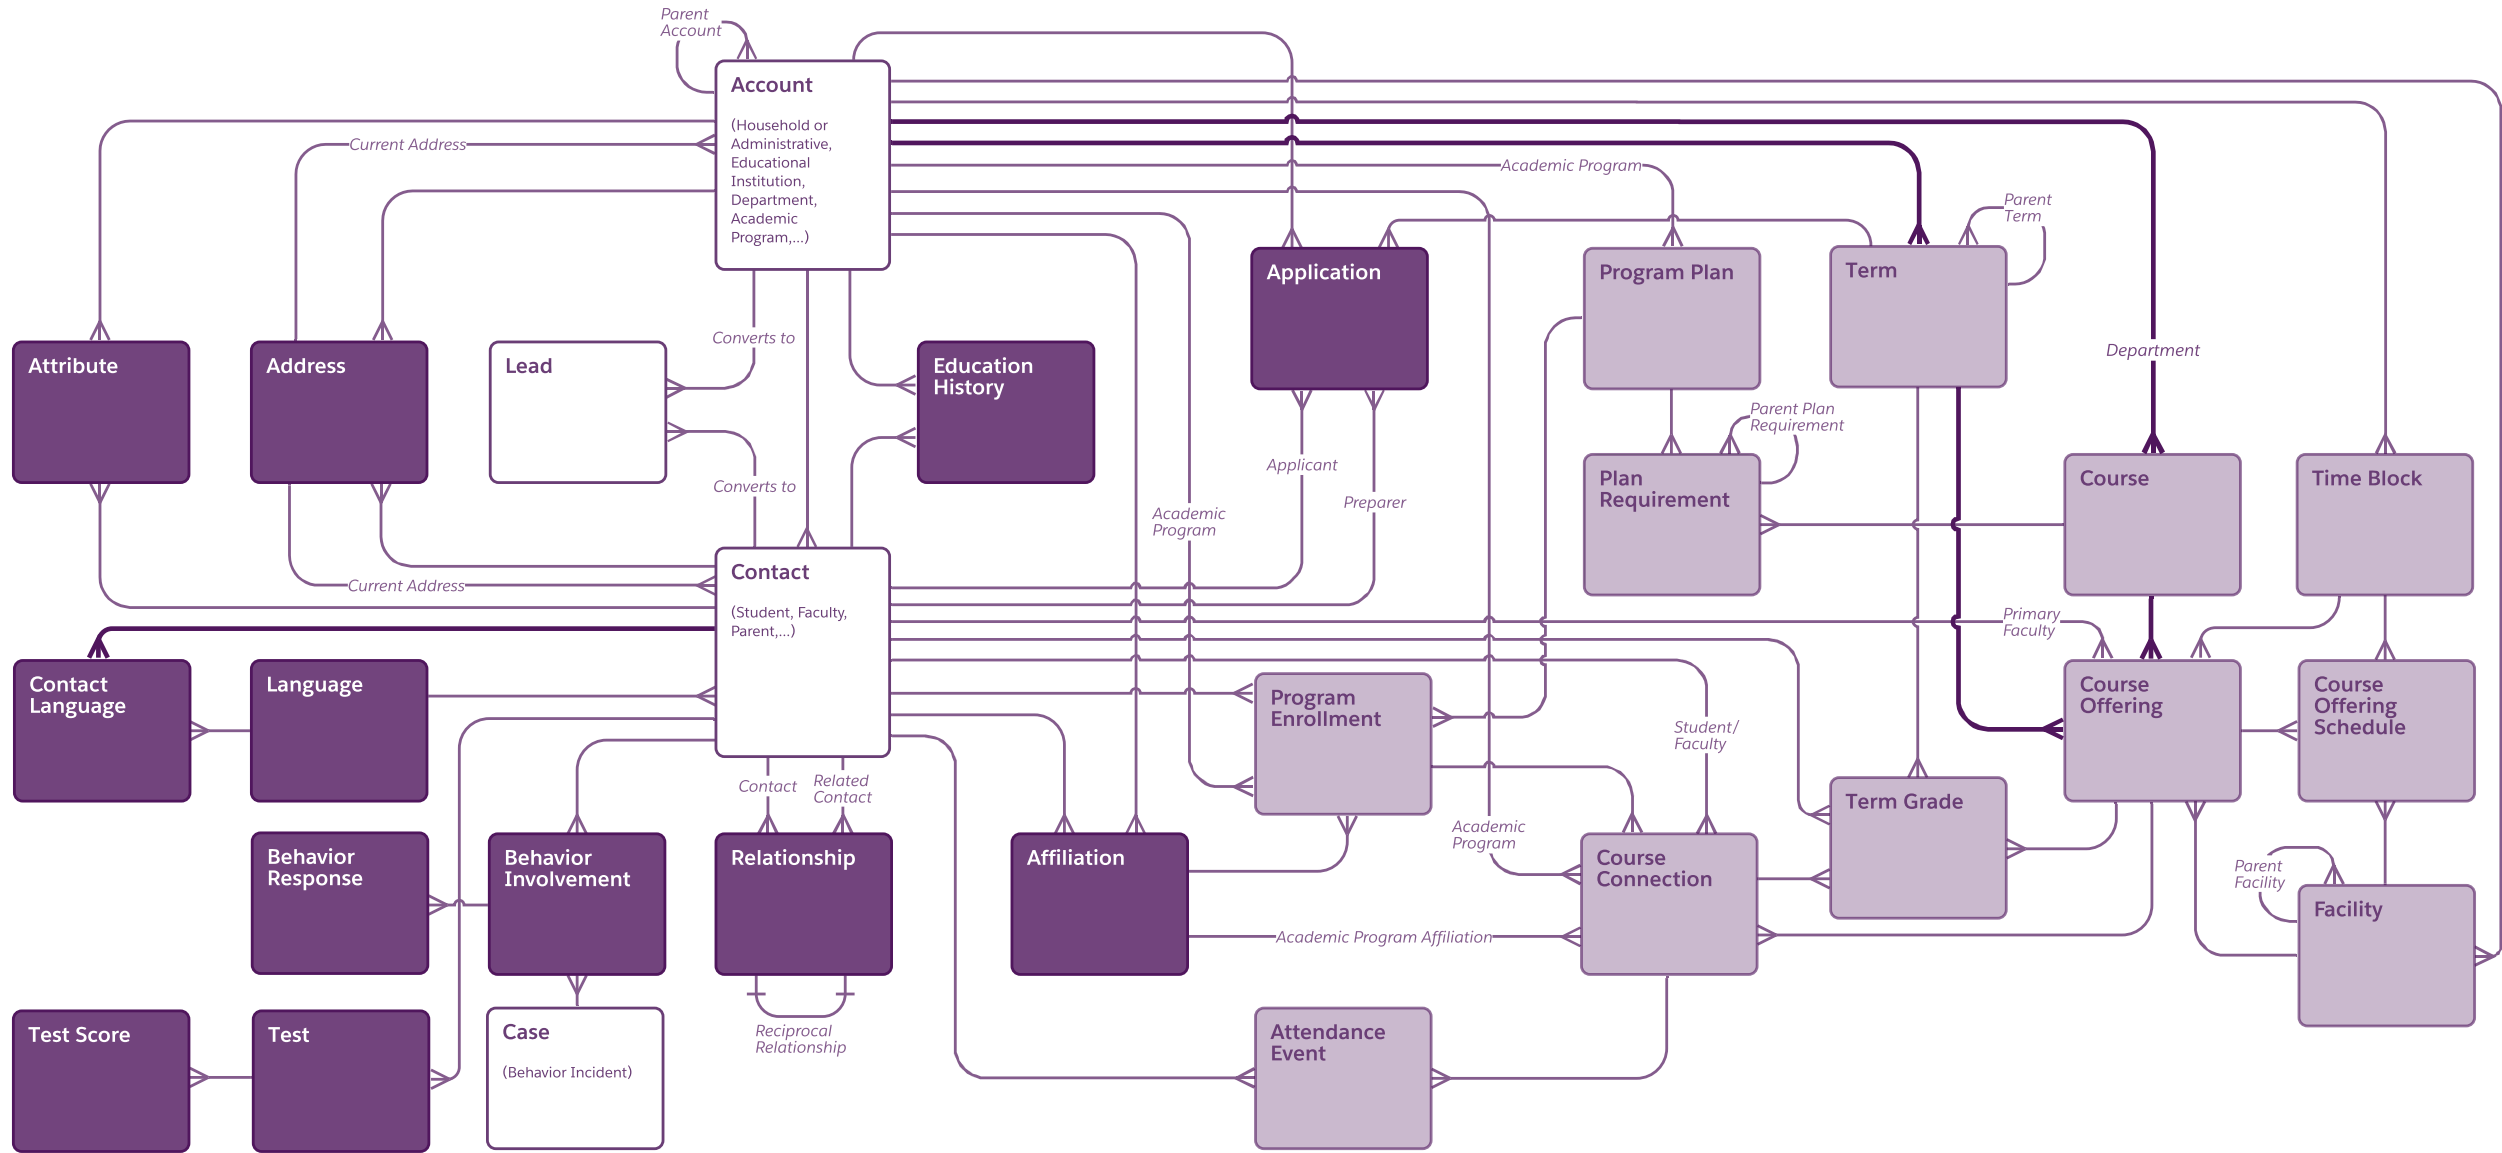 Parent
Account
Account
(Household or
Administrative,
Educational
Institution,
Department,
Academic
Program,...)
Current Address
Academic Program
Parent
Term
Application
Program Plan
Term
Converts to
Department
Attribute
Address
Lead
Education
History
Parent Plan
Requirement
Applicant
Plan
Requirement
Course
Time Block
Converts to
Preparer
Academic
Program
Contact
(Student, Faculty,
Parent,...)
Current Address
Primary
Faculty
Contact
Language
Language
Program
Enrollment
Course
Offering
Course
Offering
Schedule
Student/
Faculty
Contact
Related
Contact
Term Grade
Academic
Program
Behavior
Response
Behavior
Involvement
Relationship
Affiliation
Course
Connection
Parent
Facility
Facility
Academic Program Affiliation
Test Score
Test
Case
(Behavior Incident)
Reciprocal
Relationship
Attendance
Event